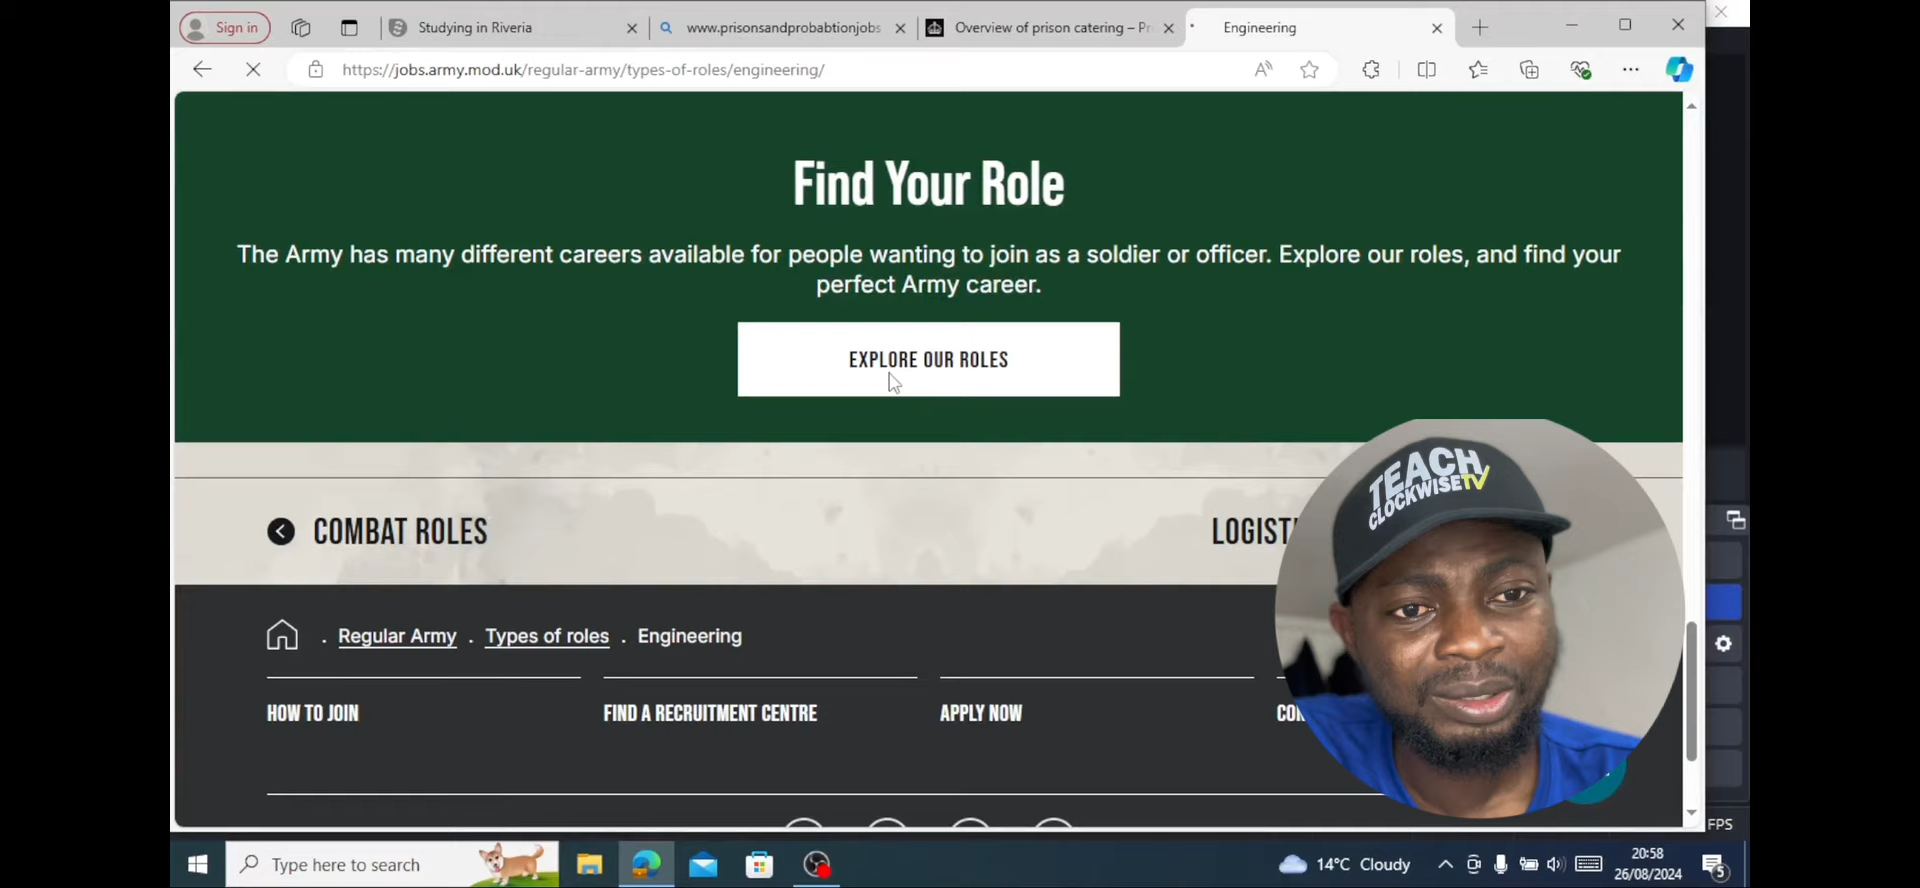 Sign in
Studying in Riveria
www.prisonsandprobabtionjobs
Overview of prison catering – Pr
Engineering
https://jobs.army.mod.uk/regular-army/types-of-roles/engineering/
Find Your Role
The Army has many different careers available for people wanting to join as a soldier or officer. Explore our roles, and find your
perfect Army career.
EXPLORE OUR ROLES
COMBAT ROLES
LOGISTI
TEACH
CLOCKWISETV
. Regular Army . Types of roles . Engineering
HOW TO JOIN
FIND A RECRUITMENT CENTRE
APPLY NOW
CON
FPS
Type here to search
14°C Cloudy
20:58
26/08/2024
5